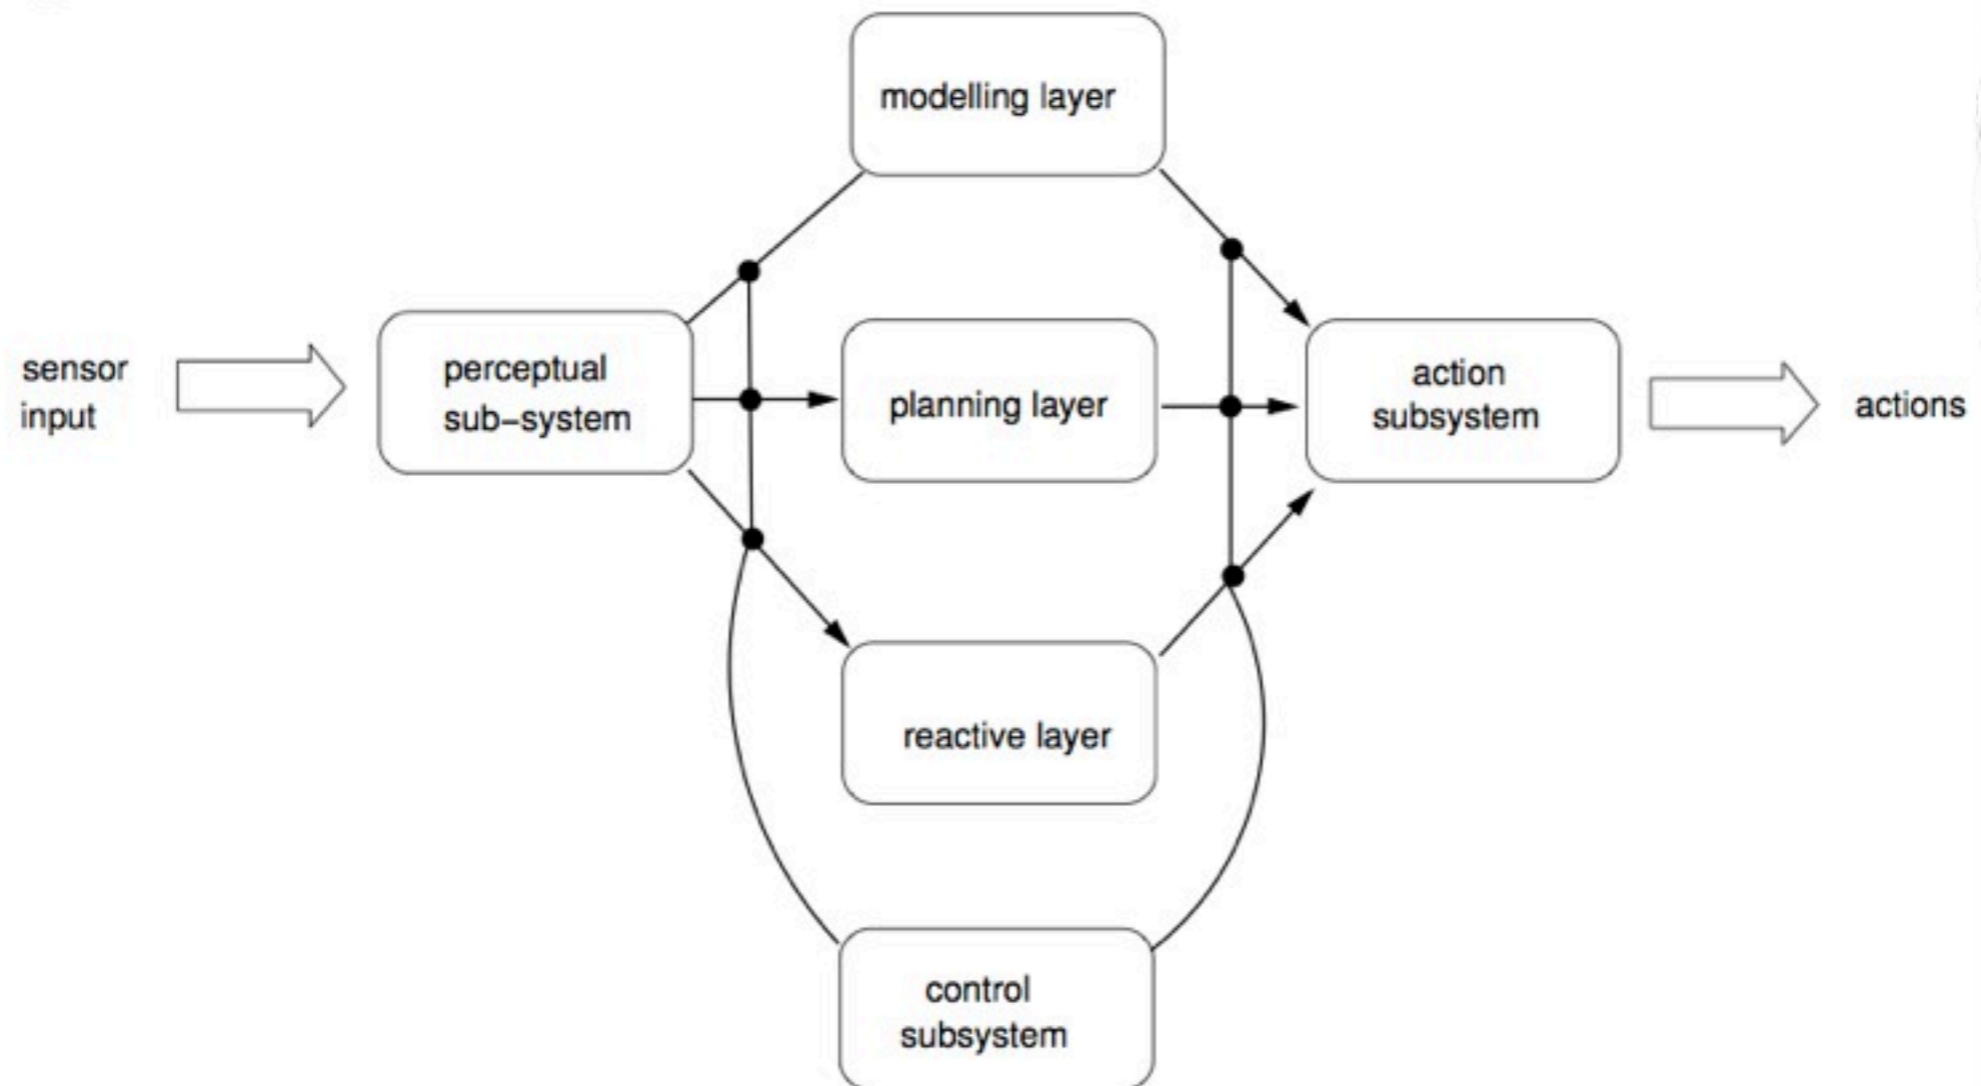 modelling layer
sensor
input
perceptual
sub–system
planning layer
action
subsystem
actions
reactive layer
control
subsystem